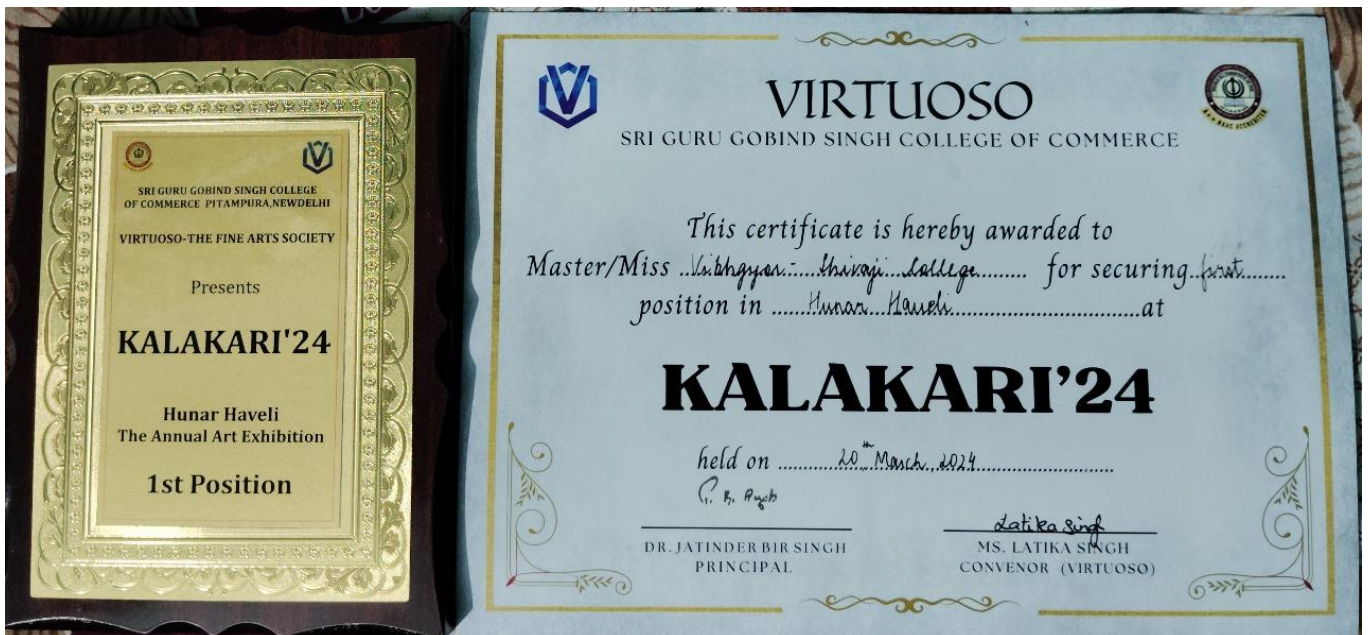 SRI GURU GOBIND SINGH COLLEGE
OF COMMERCE PITAMPURA,NEWDELHI
VIRTUOSO-THE FINE ARTS SOCIETY
Presents
KALAKARI'24
Hunar Haveli
The Annual Art Exhibition
1st Position
VIRTUOSO
SRI GURU GOBIND SINGH COLLEGE OF COMMERCE
A++ NAAC ACCREDITED
This certificate is hereby awarded to
Master/Miss ..Vibhgyor - Shivaji College......... for securing..first.......
position in ......Hunar Haveli.................................at
KALAKARI’24
held on ...........20th March, 2024.......................
Latika Singh
DR. JATINDER BIR SINGH
PRINCIPAL
MS. LATIKA SINGH
CONVENOR (VIRTUOSO)